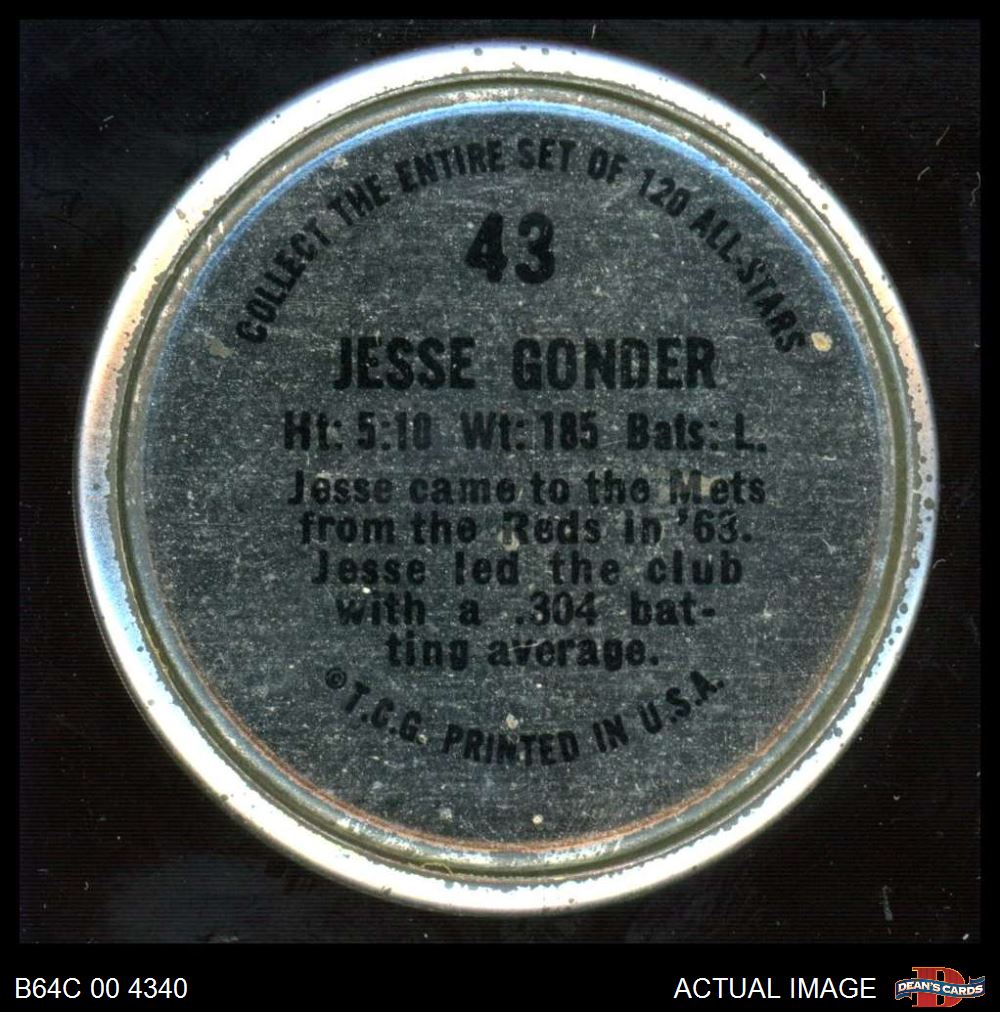 COLLECT THE ENTIRE SET OF 120 ALL-STARS
43
JESSE GONDER
Ht: 5:10 Wt: 185 Bats: L.
Jesse came to the Mets
from the Reds in '63.
Jesse led the club
with a .304 bat-
ting average.
© T.C.G. PRINTED IN U.S.A.
B64C 00 4340
ACTUAL IMAGE
D
DEAN'S CARDS